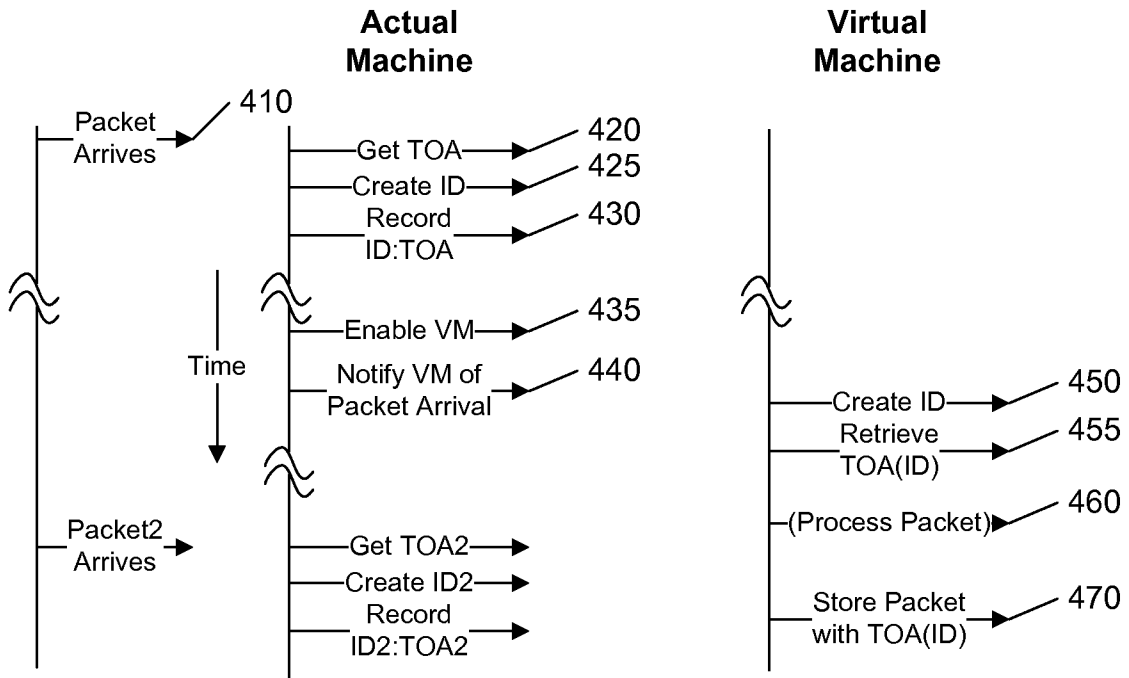 Actual
Machine
Virtual
Machine
410
Packet
Arrives
420
Get TOA
425
Create ID
430
Record
ID:TOA
435
Enable VM
Time
440
Notify VM of
Packet Arrival
450
Create ID
455
Retrieve
TOA(ID)
460
(Process Packet)
Packet2
Arrives
Get TOA2
Create ID2
Record
ID2:TOA2
470
Store Packet
with TOA(ID)